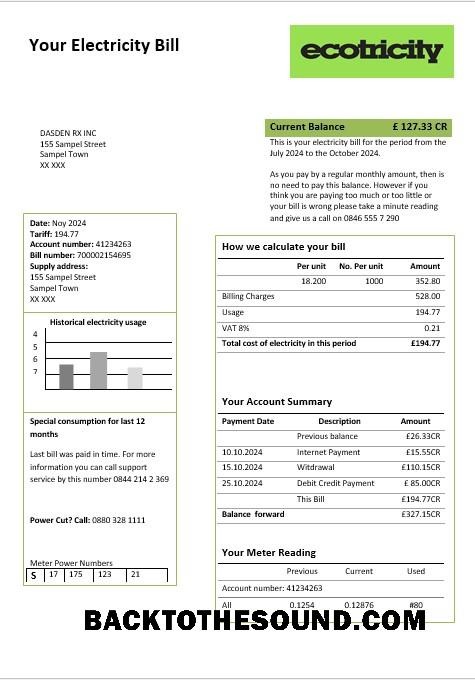 Your Electricity Bill
ecotricity
DASDEN RX INC
155 Sampel Street
Sampel Town
XX XXX
Current Balance £ 127.33 CR
This is your electricity bill for the period from the
July 2024 to the October 2024.
As you pay by regular monthly amount, then is
no need to pay this balance. However if you
think you are paying too much or too little or
your bill is wrong please take a minute reading
and give us a call on 0846 555 7 290
Date: Noy 2024
Tariff: 194.77
Account number: 41234263
Bill number: 700002154695
Supply address:
155 Sampel Street
Sampel Town
XX XXX
Historical electricity usage
4
5
6
7
Special consumption for last 12
months
Last bill was paid in time. For more
information you can call support
service by this number 0844 214 2 369
Power Cut? Call: 0880 328 1111
Meter Power Numbers
S 17 175 123 21
How we calculate your bill
Per unit No. Per unit Amount
18.200 1000 352.80
Billing Charges 528.00
Usage 194.77
VAT 8% 0.21
Total cost of electricity in this period £194.77
Your Account Summary
Payment Date Description Amount
Previous balance £26.33CR
10.10.2024 Internet Payment £15.55CR
15.10.2024 Witdrawal £110.15CR
25.10.2024 Debit Credit Payment £ 85.00CR
This Bill £194.77CR
Balance forward £327.15CR
Your Meter Reading
Previous Current Used
Account number: 41234263
All 0.1254 0.12876 #80
BACKTOTHESOUND.COM